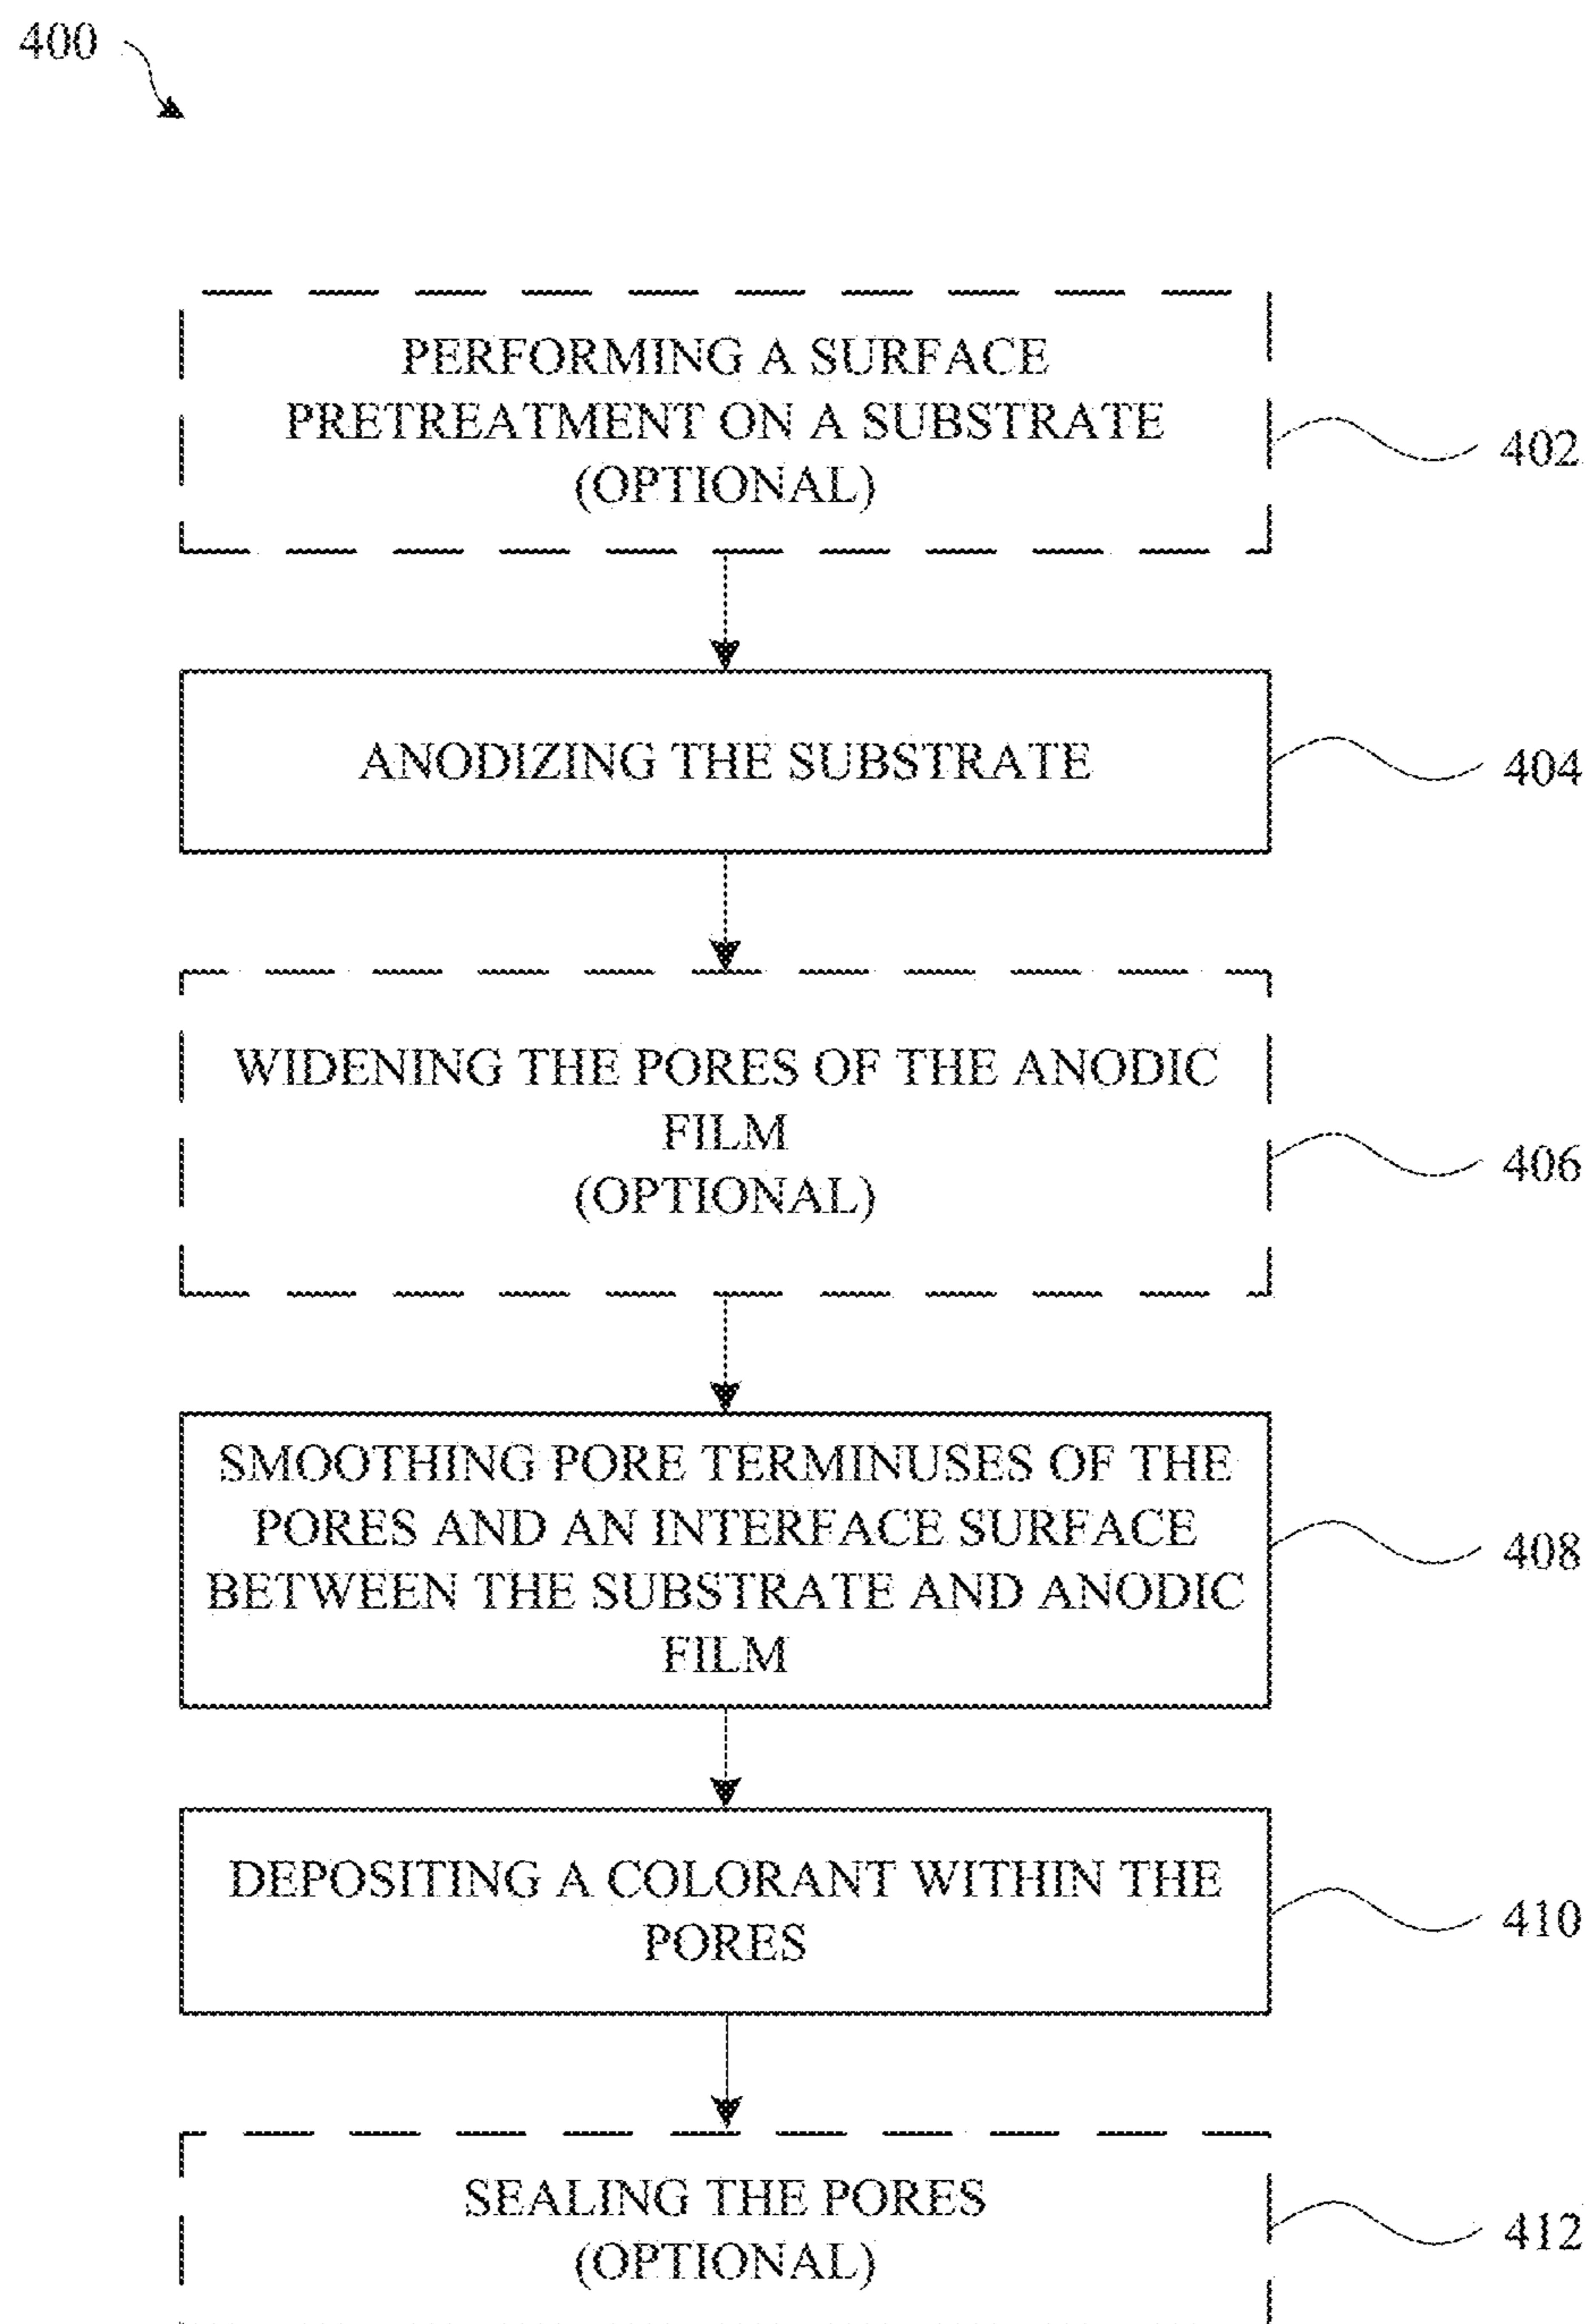 400
PERFORMING A SURFACE
PRETREATMENT ON A SUBSTRATE
(OPTIONAL)
402
ANODIZING THE SUBSTRATE
404
WIDENING THE PORES OF THE ANODIC
FILM
(OPTIONAL)
406
SMOOTHING PORE TERMINUSES OF THE
PORES AND AN INTERFACE SURFACE
BETWEEN THE SUBSTRATE AND ANODIC
FILM
408
DEPOSITING A COLORANT WITHIN THE
PORES
410
SEALING THE PORES
(OPTIONAL)
412